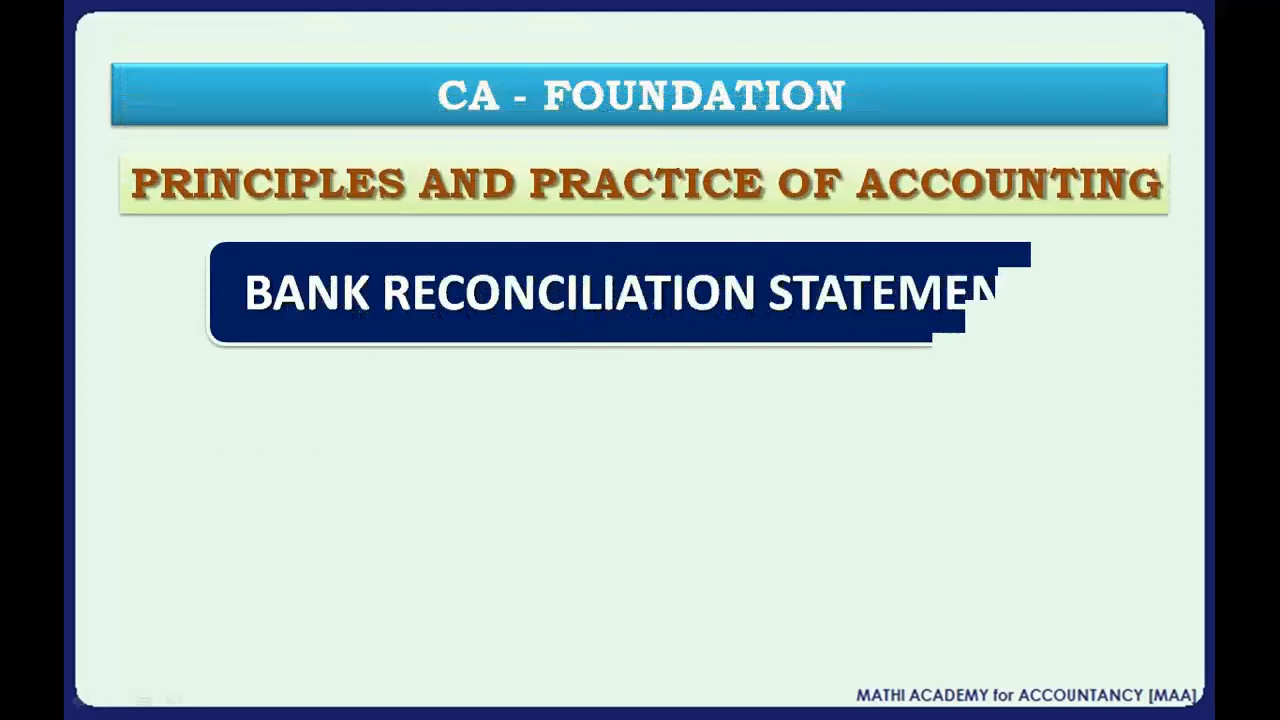 CA - FOUNDATION
PRINCIPLES AND PRACTICE OF ACCOUNTING
BANK RECONCILIATION STATEMEN
MATHI ACADEMY for ACCOUNTANCY [MAA]